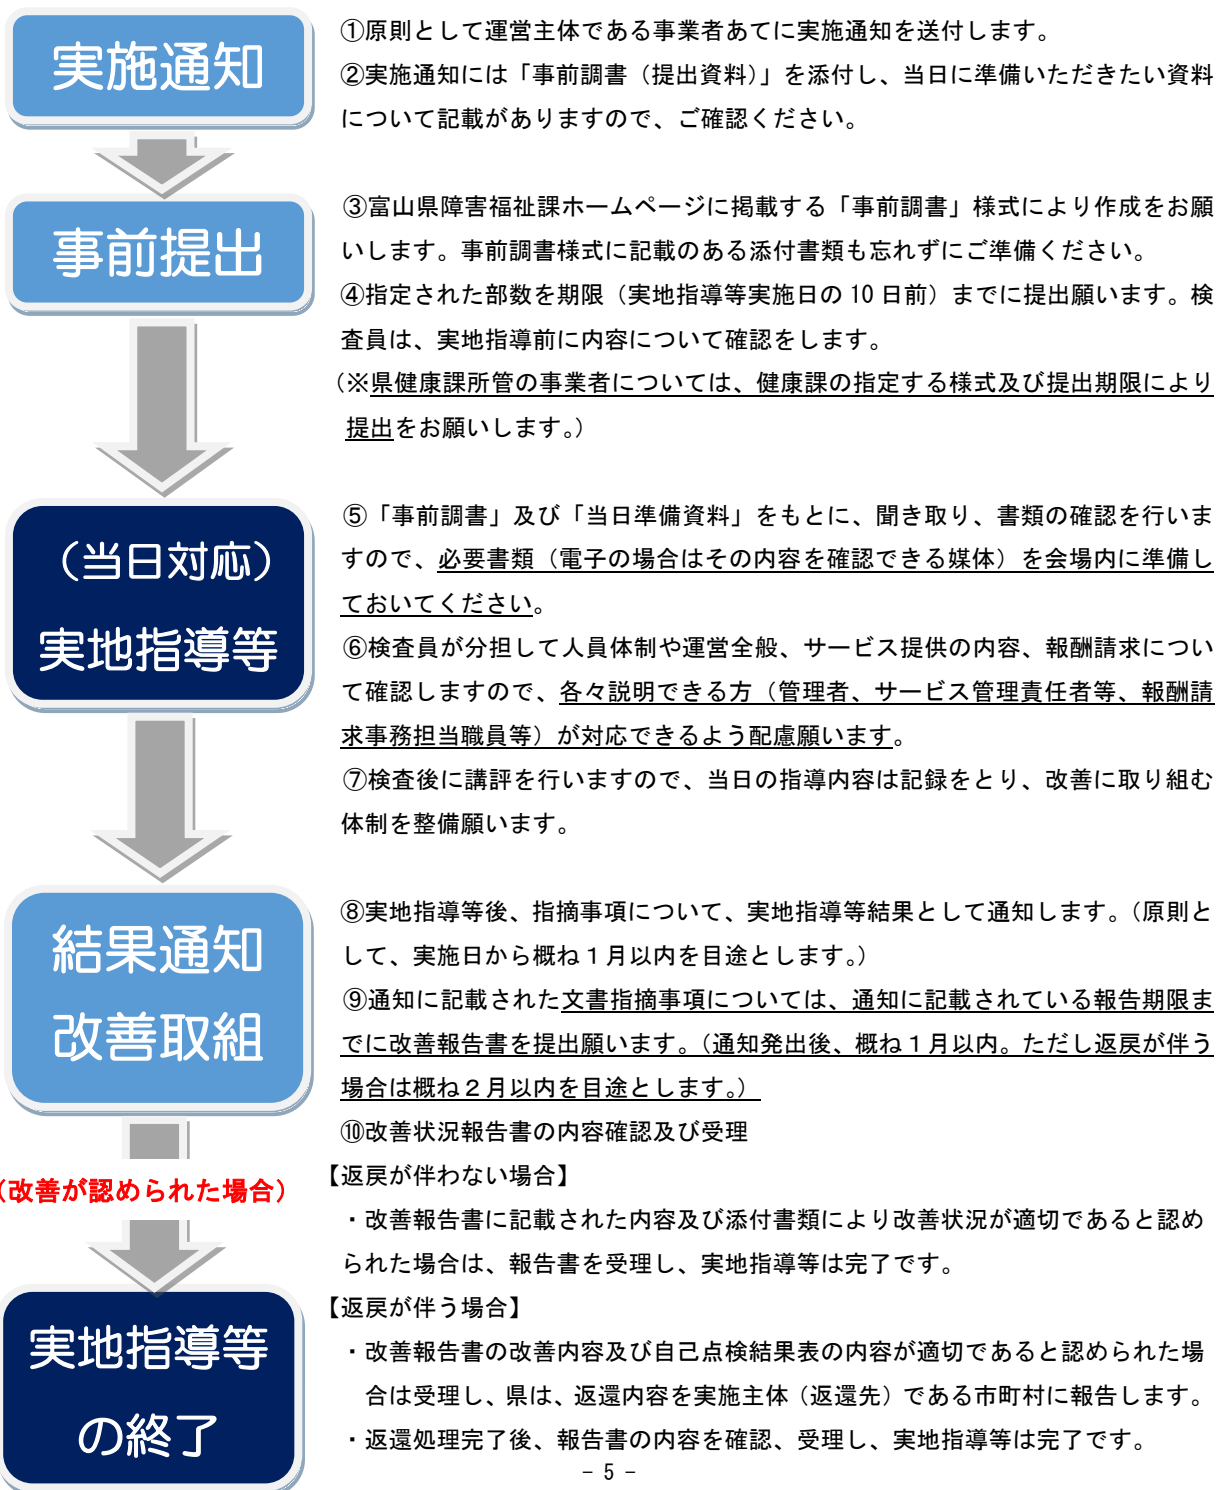 実施通知
①原則として運営主体である事業者あてに実施通知を送付します。
②実施通知には「事前調書（提出資料）」を添付し、当日に準備いただきたい資料
について記載がありますので、ご確認ください。
事前提出
③富山県障害福祉課ホームページに掲載する「事前調書」様式により作成をお願
いします。事前調書様式に記載のある添付書類も忘れずにご準備ください。
④指定された部数を期限（実地指導等実施日の 10 日前）までに提出願います。検
査員は、実地指導前に内容について確認をします。
（※県健康課所管の事業者については、健康課の指定する様式及び提出期限により
提出をお願いします。）
（当日対応）
実地指導等
⑤「事前調書」及び「当日準備資料」をもとに、聞き取り、書類の確認を行いま
すので、必要書類（電子の場合はその内容を確認できる媒体）を会場内に準備し
ておいてください。
⑥検査員が分担して人員体制や運営全般、サービス提供の内容、報酬請求につい
て確認しますので、各々説明できる方（管理者、サービス管理責任者等、報酬請
求事務担当職員等）が対応できるよう配慮願います。
⑦検査後に講評を行いますので、当日の指導内容は記録をとり、改善に取り組む
体制を整備願います。
結果通知
改善取組
⑧実地指導等後、指摘事項について、実地指導等結果として通知します。（原則と
して、実施日から概ね１月以内を目途とします。）
⑨通知に記載された文書指摘事項については、通知に記載されている報告期限ま
でに改善報告書を提出願います。（通知発出後、概ね１月以内。ただし返戻が伴う
場合は概ね２月以内を目途とします。）
⑩改善状況報告書の内容確認及び受理
（改善が認められた場合）
【返戻が伴わない場合】
・改善報告書に記載された内容及び添付書類により改善状況が適切であると認め
られた場合は、報告書を受理し、実地指導等は完了です。
実地指導等
の終了
【返戻が伴う場合】
・改善報告書の改善内容及び自己点検結果表の内容が適切であると認められた場
合は受理し、県は、返還内容を実施主体（返還先）である市町村に報告します。
・返還処理完了後、報告書の内容を確認、受理し、実地指導等は完了です。
- 5 -